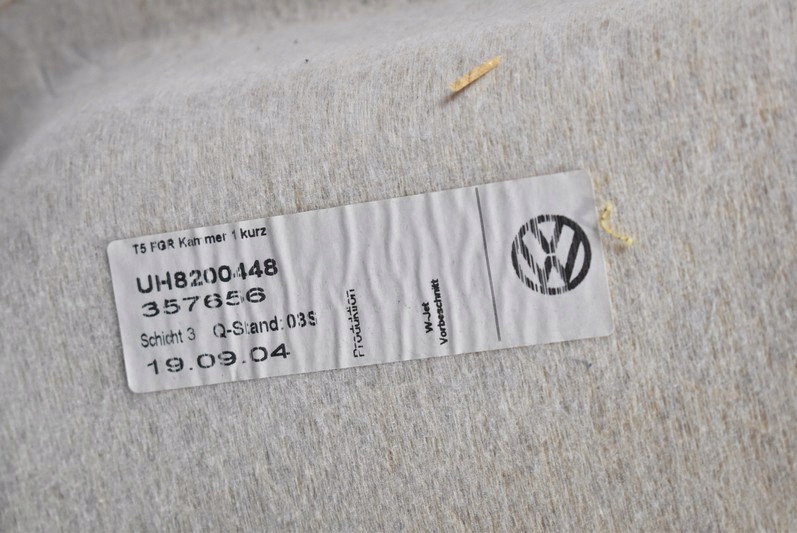 T5 FGR Kammer 1 kurz
UH8200448
357656
Schicht 3 Q-Stand: 03S
19.09.04
Produktion
W-Jet
Vorbeschnitt